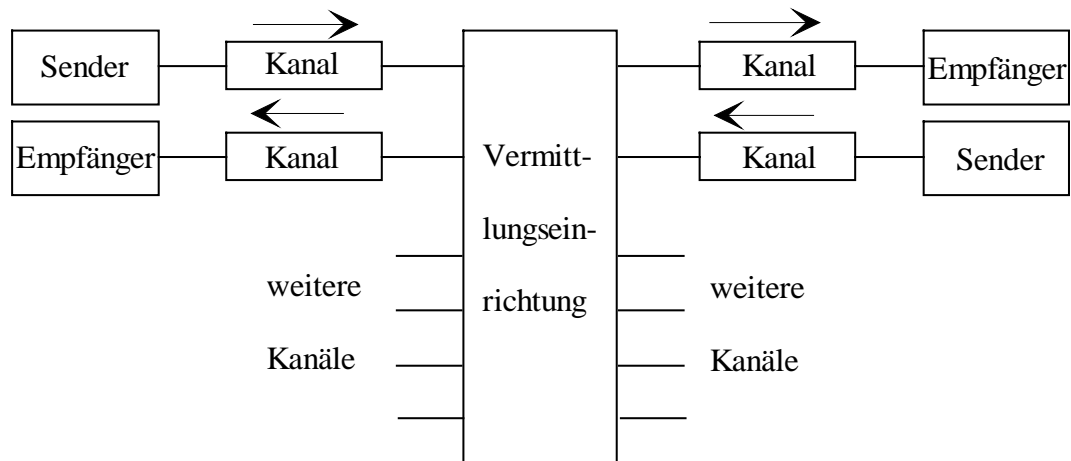 Sender
Kanal
Kanal
Empfänger
Empfänger
Kanal
Vermitt-
lungsein-
richtung
Kanal
Sender
weitere
Kanäle
weitere
Kanäle